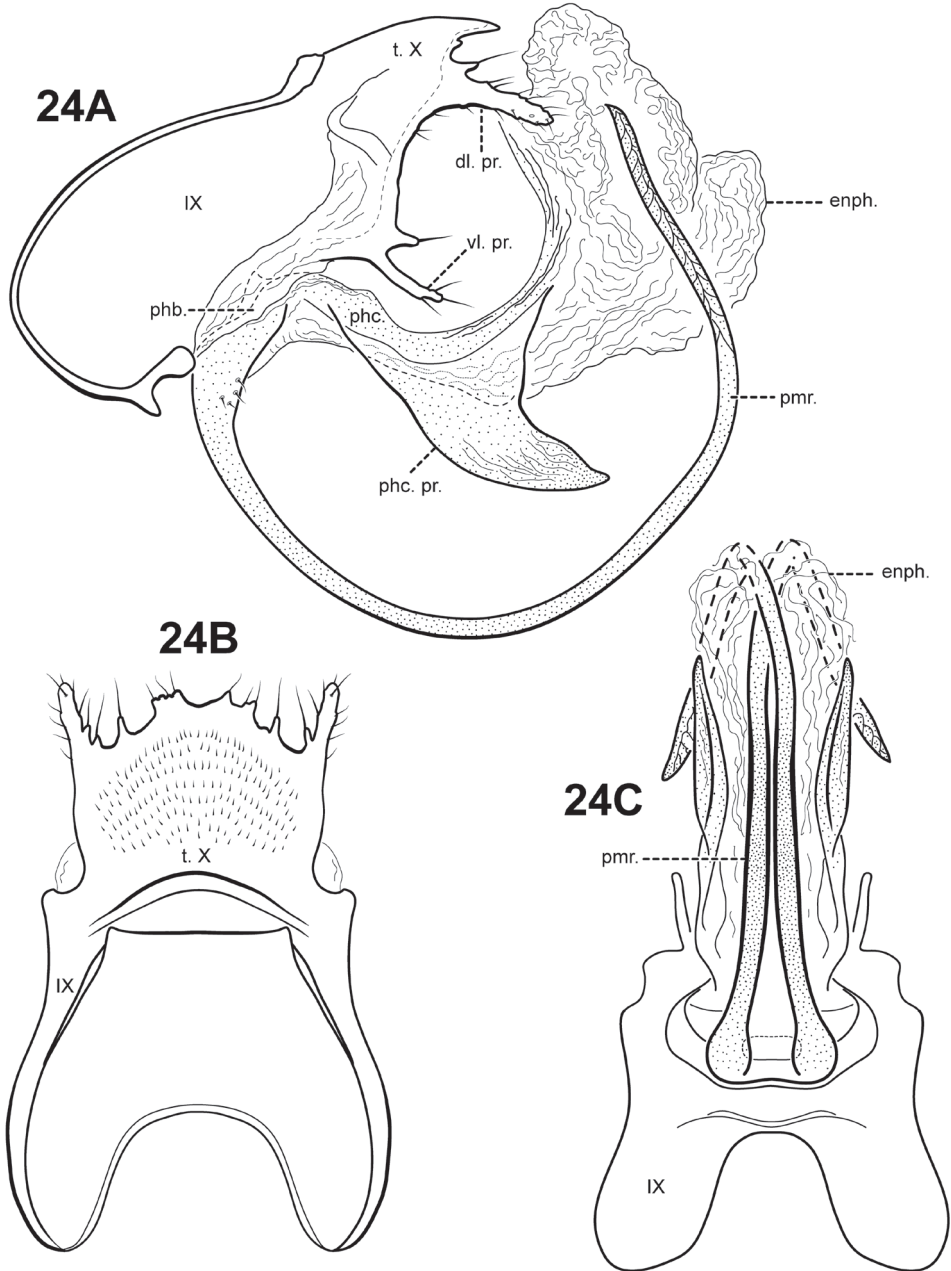 24A
t. X
IX
dl. pr.
enph.
vl. pr.
phb.
phc.
pmr.
phc. pr.
24B
t. X
IX
24C
enph.
pmr.
IX